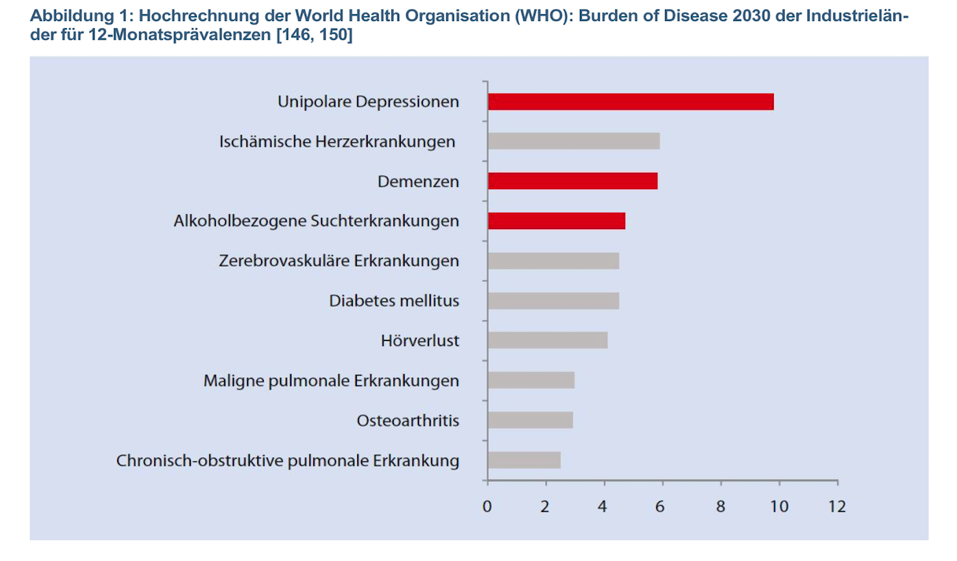 Abbildung 1: Hochrechnung der World Health Organisation (WHO): Burden of Disease 2030 der Industrielän-
der für 12-Monatsprävalenzen [146, 150]
Unipolare Depressionen
Ischämische Herzerkrankungen
Demenzen
Alkoholbezogene Suchterkrankungen
Zerebrovaskuläre Erkrankungen
Diabetes mellitus
Hörverlust
Maligne pulmonale Erkrankungen
Osteoarthritis
Chronisch-obstruktive pulmonale Erkrankung
0 2 4 6 8 10 12